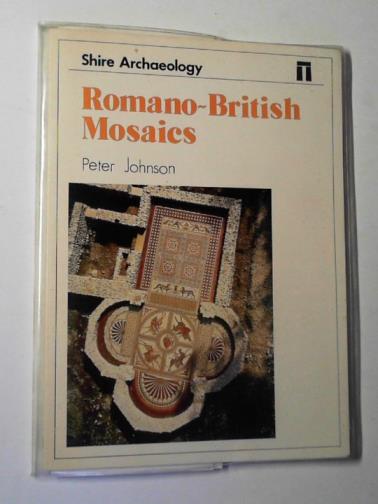 Shire Archaeology
Romano-British
Mosaics
Peter Johnson